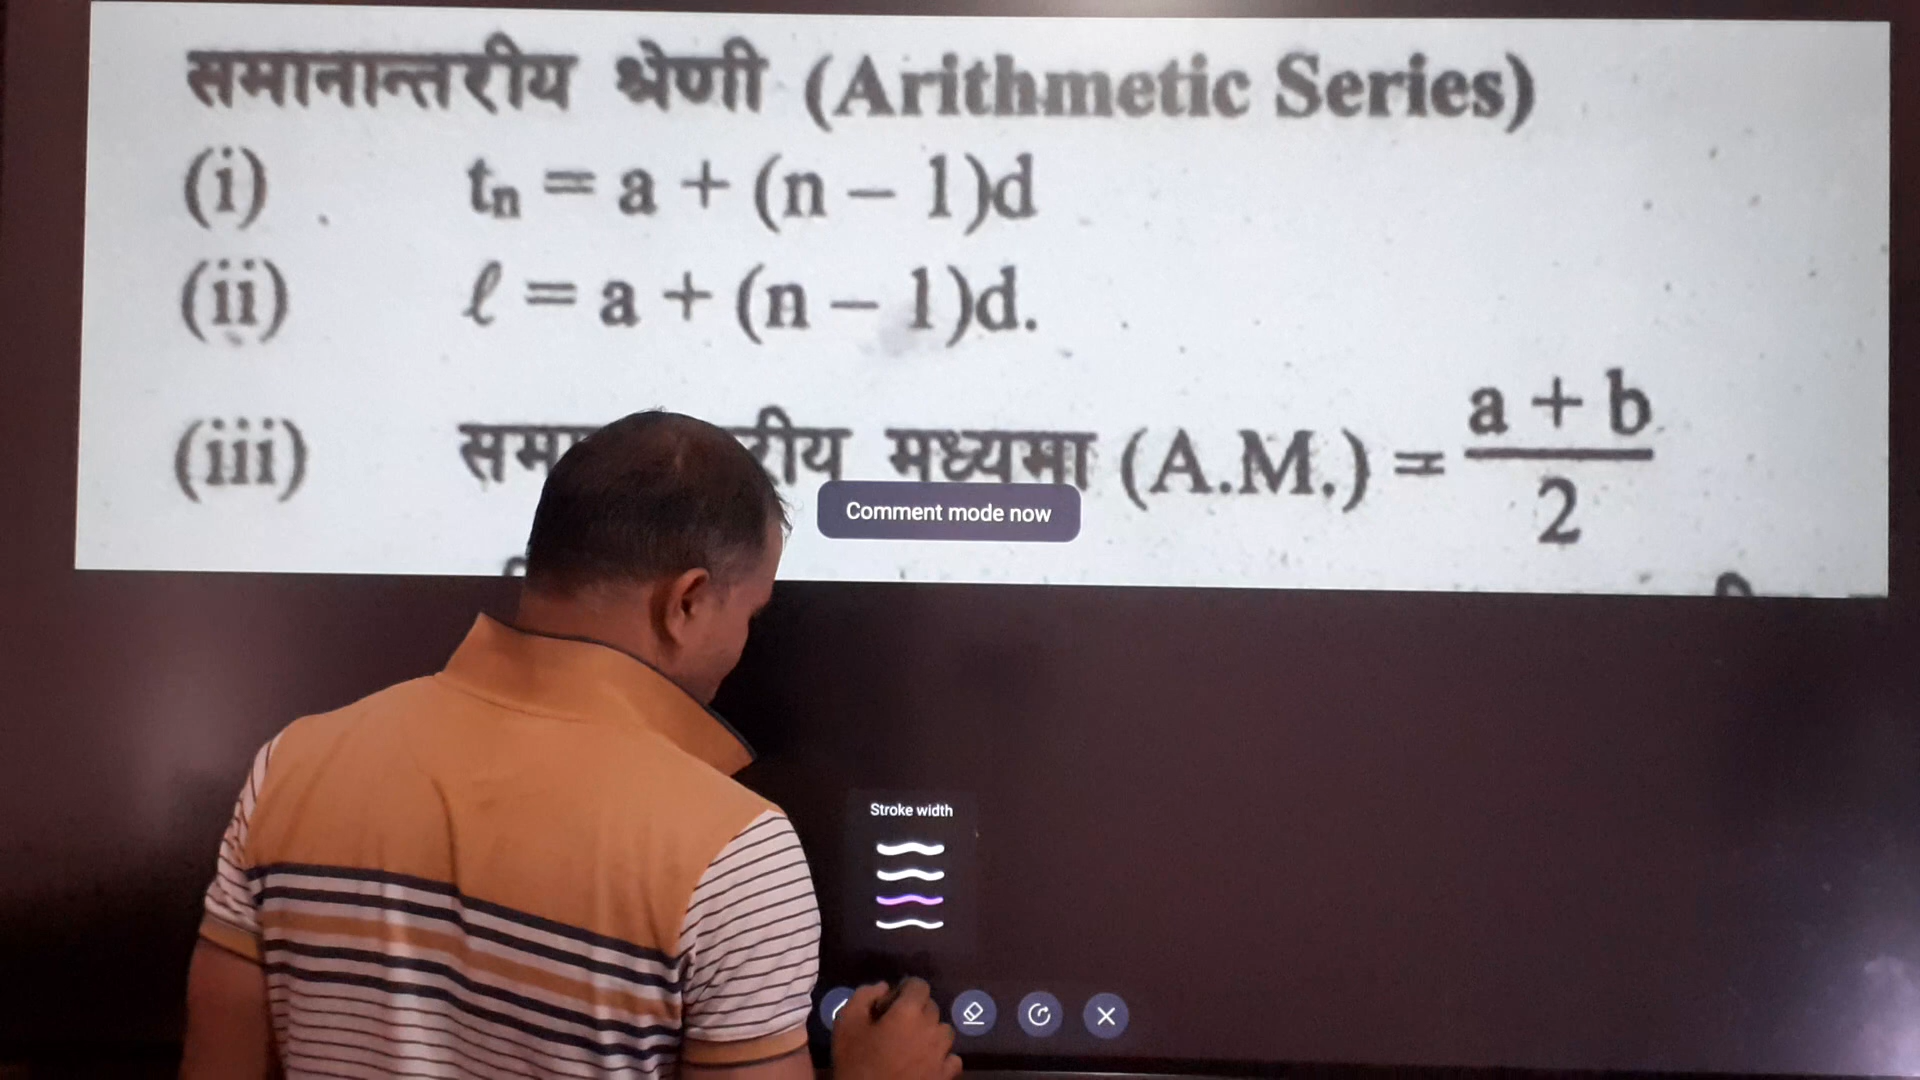 समानान्तरीय श्रेणी (Arithmetic Series)
(i) tₙ = a + (n – 1)d
(ii) ℓ = a + (n – 1)d.
(iii) मध्यमा (A.M.) = a + b / 2
Comment mode now
Stroke width